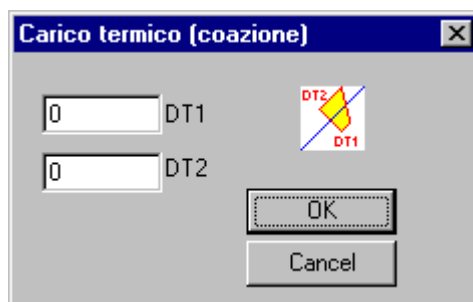 Carico termico (coazione)
0 DT1
DT2
DT1
0 DT2
OK
Cancel